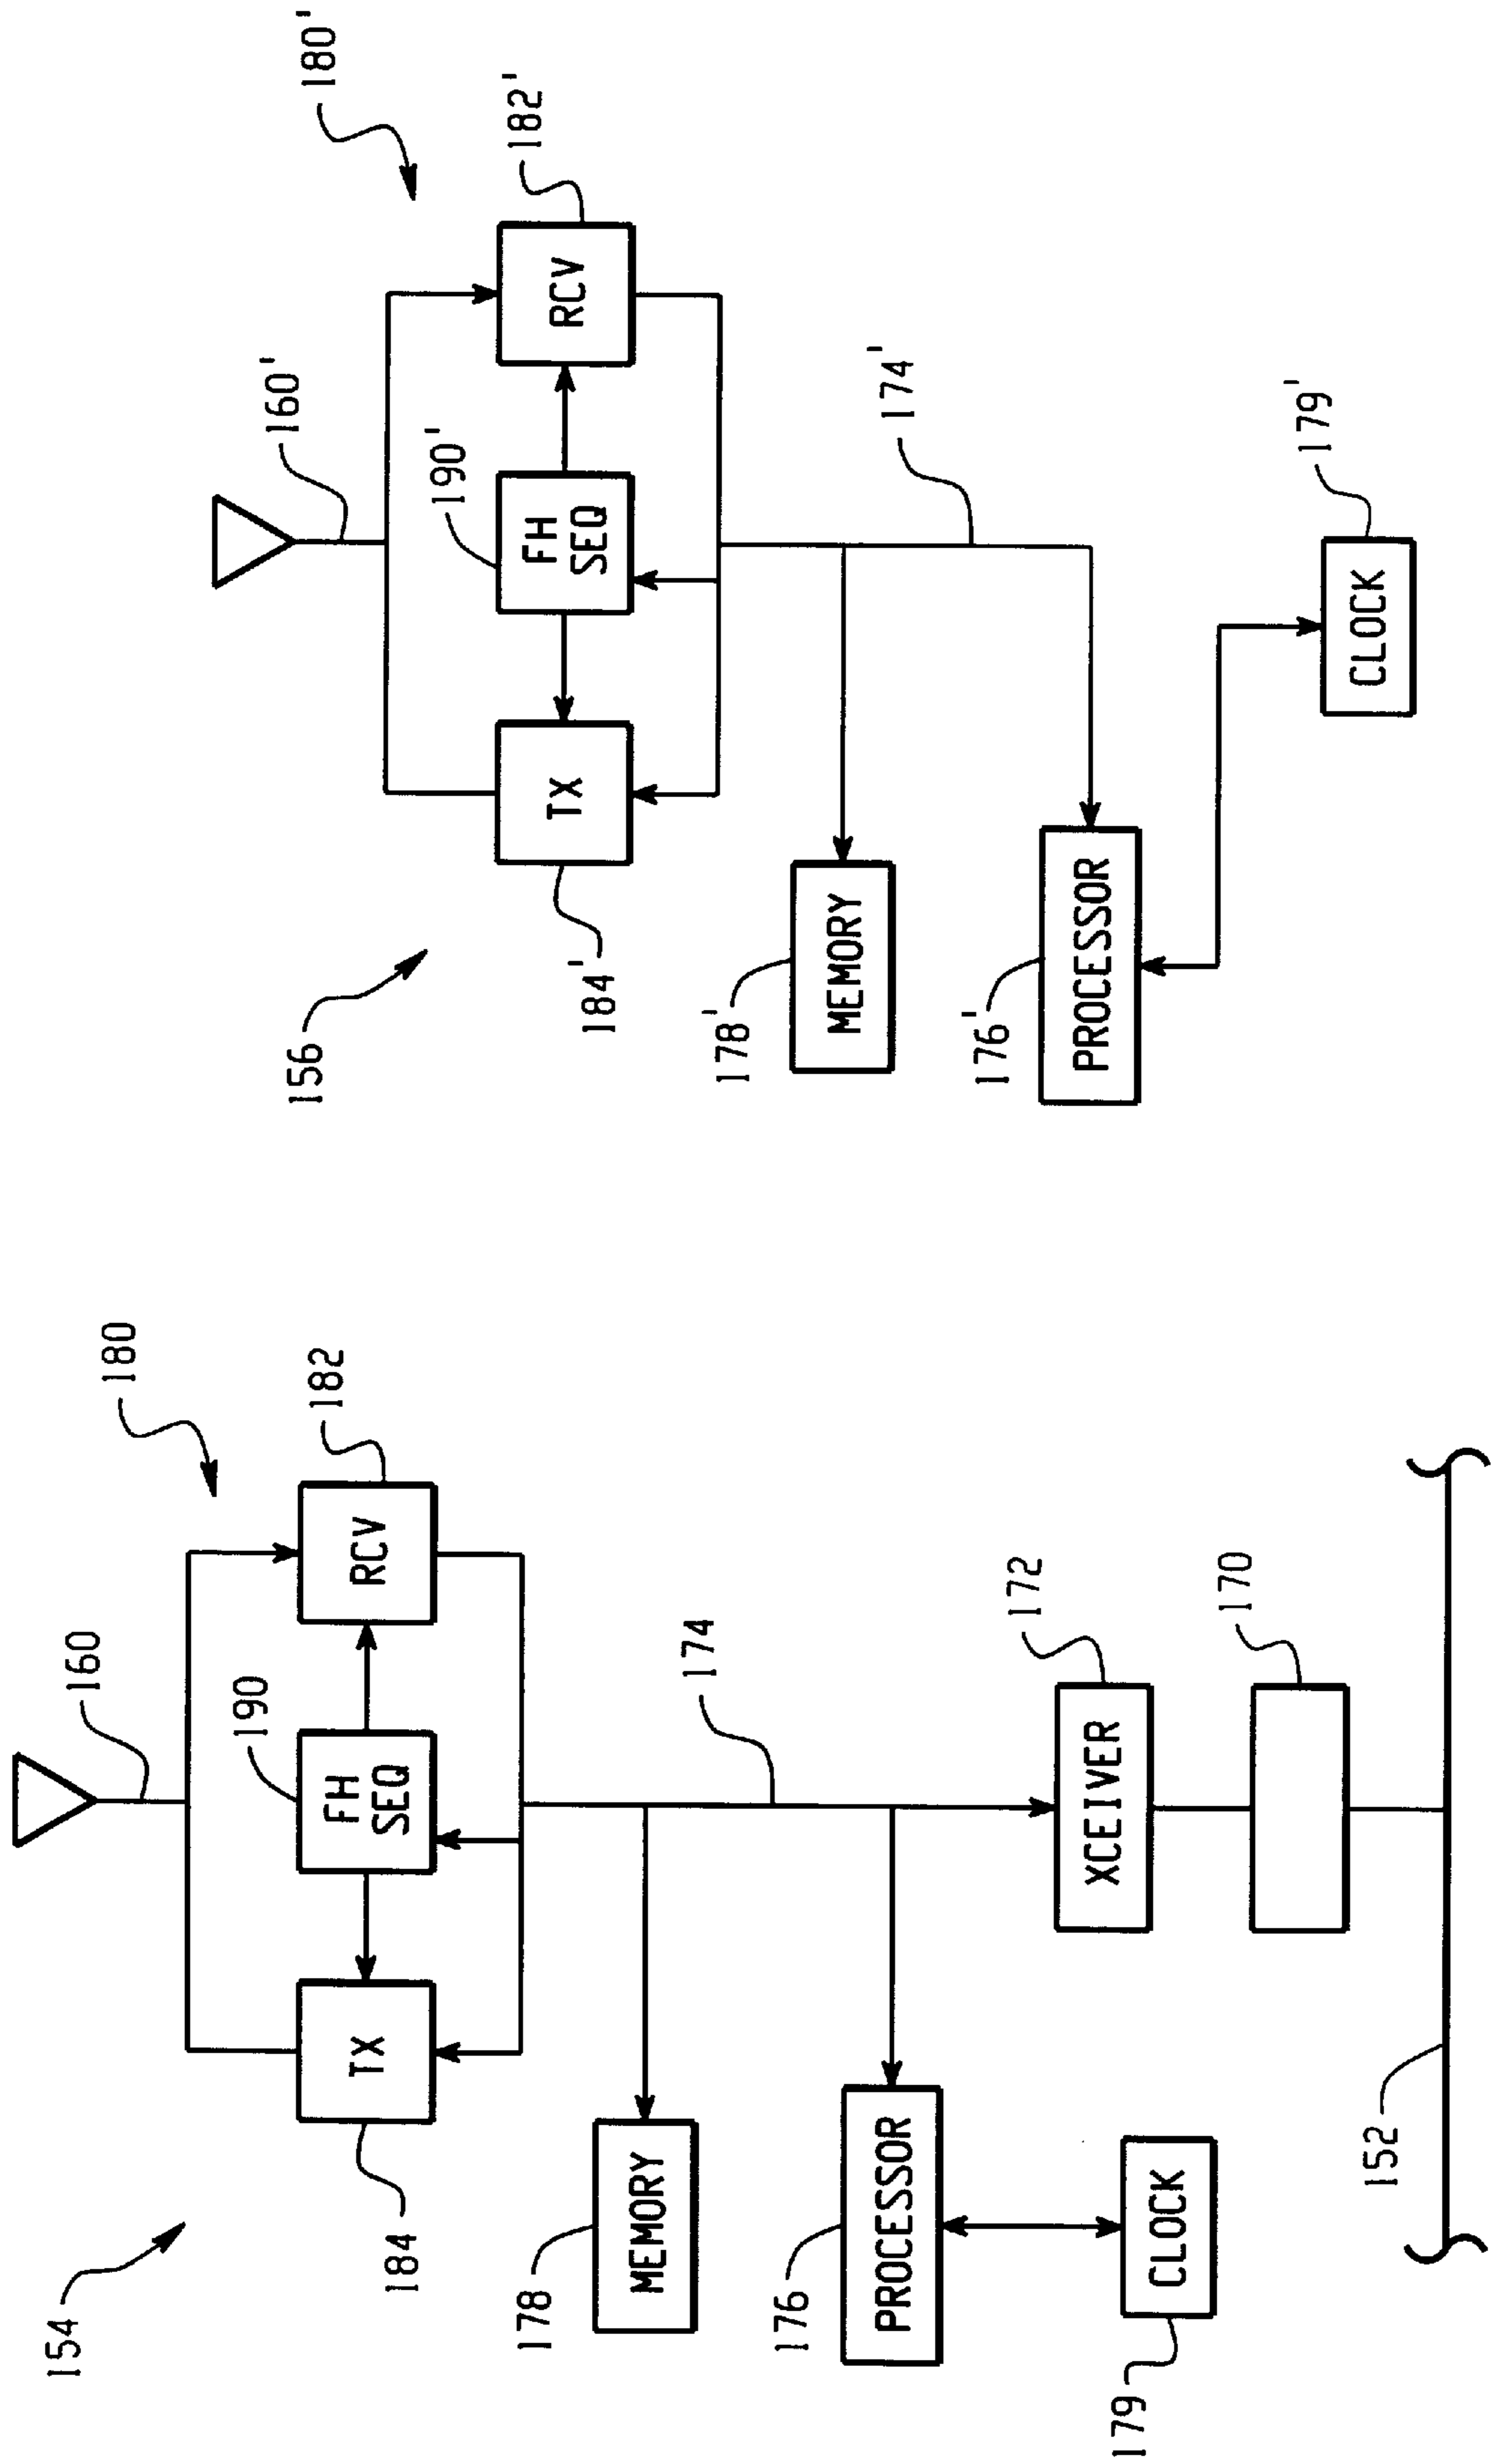 154
160
180
190
182
184
TX
FH
SEQ
RCV
178
MEMORY
174
176
PROCESSOR
172
XCEIVER
179
CLOCK
170
152
156
160'
180'
190'
182'
184'
TX
FH
SEQ
RCV
178'
MEMORY
174'
176'
PROCESSOR
179'
CLOCK